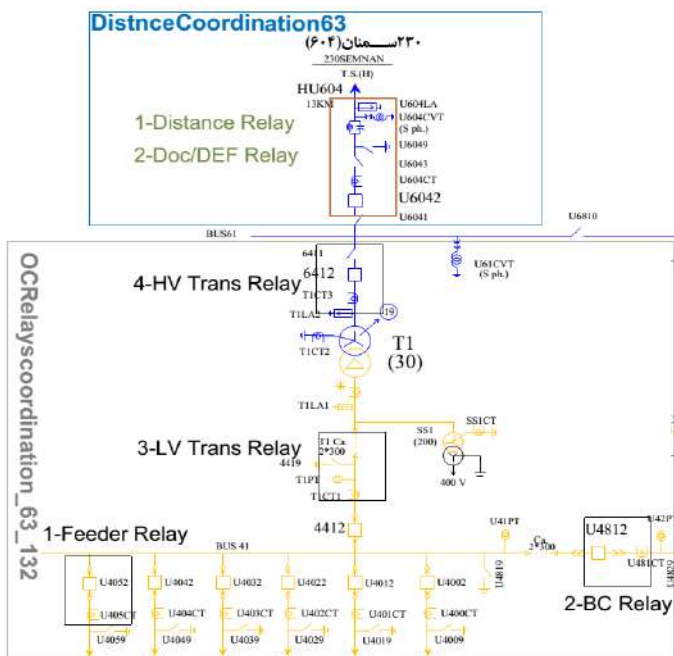 DistnceCoordination63
۲۳۰سمنان(۶۰۴)
230SEMNAN
T.S.(H)
HU604
13KM
U604LA
U604CVT
(S ph.)
1-Distance Relay
2-Doc/DEF Relay
U6049
U6043
U604CT
U6042
U6041
BUS61
U6810
U61CVT
(S ph.)
OCRelayscoordination_63_132
6411
6412
4-HV Trans Relay
T1CT3
T1LA2
19
T1CT2
T1
(30)
T1LA1
SS1CT
SS1
(200)
400 V
3-LV Trans Relay
T1 Ca.
2*300
4419
T1PT
T1CT1
4412
1-Feeder Relay
BUS 41
U41PT
Ca.
2*300
U4812
U42PT
U481CT
U4819
U4829
2-BC Relay
U4052
U4042
U4032
U4022
U4012
U4002
U405CT
U404CT
U403CT
U402CT
U401CT
U400CT
U4059
U4049
U4039
U4029
U4019
U4009